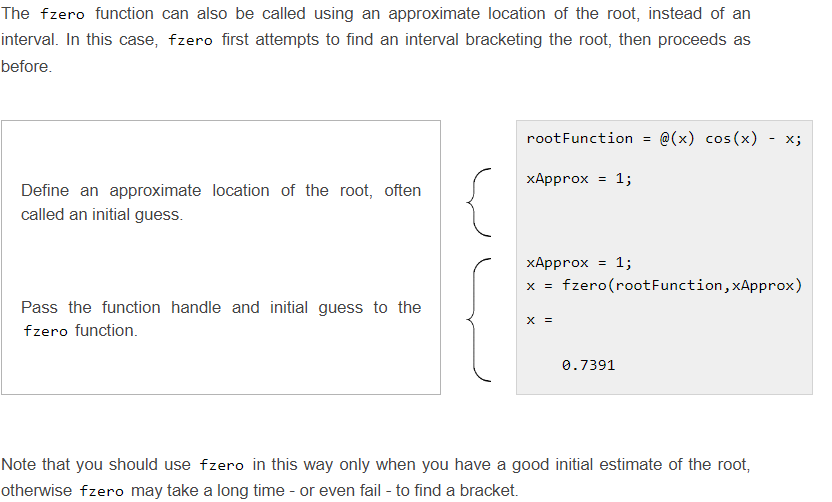 The fzero function can also be called using an approximate location of the root, instead of an
interval. In this case, fzero first attempts to find an interval bracketing the root, then proceeds as
before.
rootFunction = @(x) cos(x) - x;
Define an approximate location of the root, often
called an initial guess.
xApprox = 1;
Pass the function handle and initial guess to the
fzero function.
xApprox = 1;
x = fzero(rootFunction,xApprox)
x =
0.7391
Note that you should use fzero in this way only when you have a good initial estimate of the root,
otherwise fzero may take a long time - or even fail - to find a bracket.